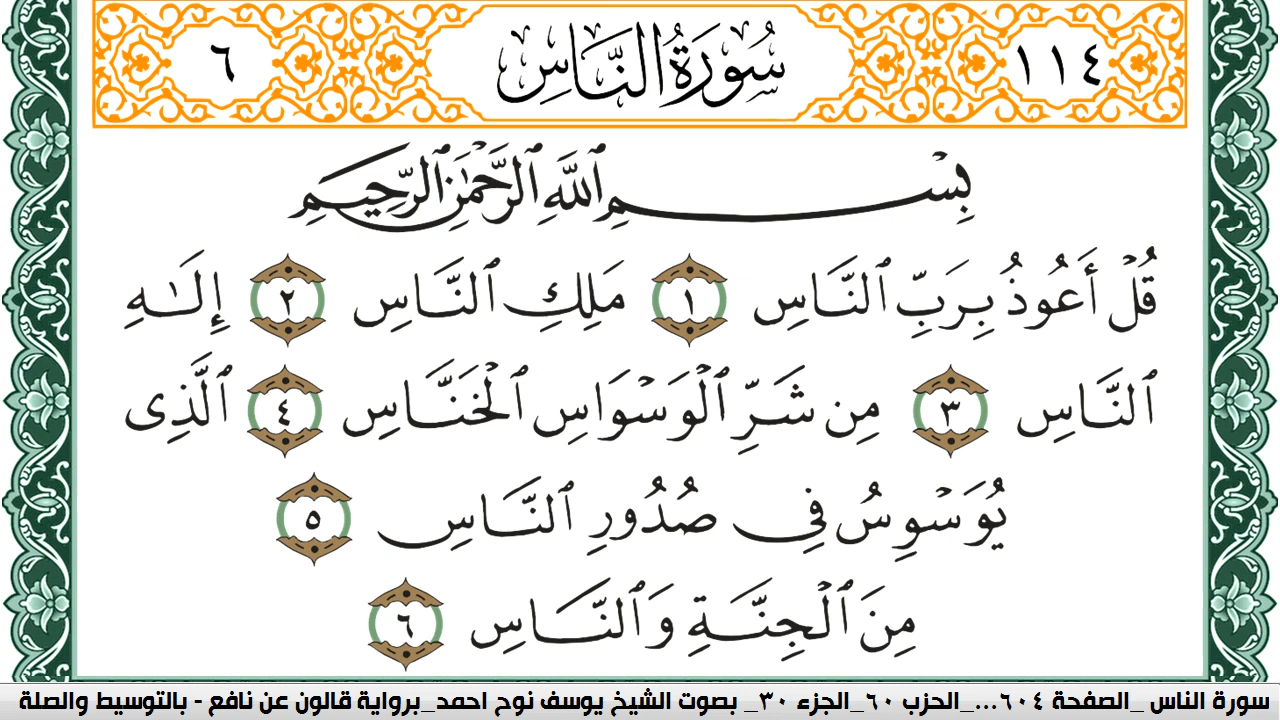 ١١٤ سُورَةُ النَّاسِ ٦
بِسْمِ ٱللَّهِ ٱلرَّحْمَٰنِ ٱلرَّحِيمِ
قُلْ أَعُوذُ بِرَبِّ ٱلنَّاسِ ١ مَلِكِ ٱلنَّاسِ ٢ إِلَٰهِ
ٱلنَّاسِ ٣ مِن شَرِّ ٱلْوَسْوَاسِ ٱلْخَنَّاسِ ٤ ٱلَّذِى
يُوَسْوِسُ فِى صُدُورِ ٱلنَّاسِ ٥
مِنَ ٱلْجِنَّةِ وَٱلنَّاسِ ٦
سورة الناس _الصفحة ٦٠٤..._الحزب ٦٠_الجزء ٣٠_ بصوت الشيخ يوسف نوح احمد_برواية قالون عن نافع - بالتوسيط والصلة